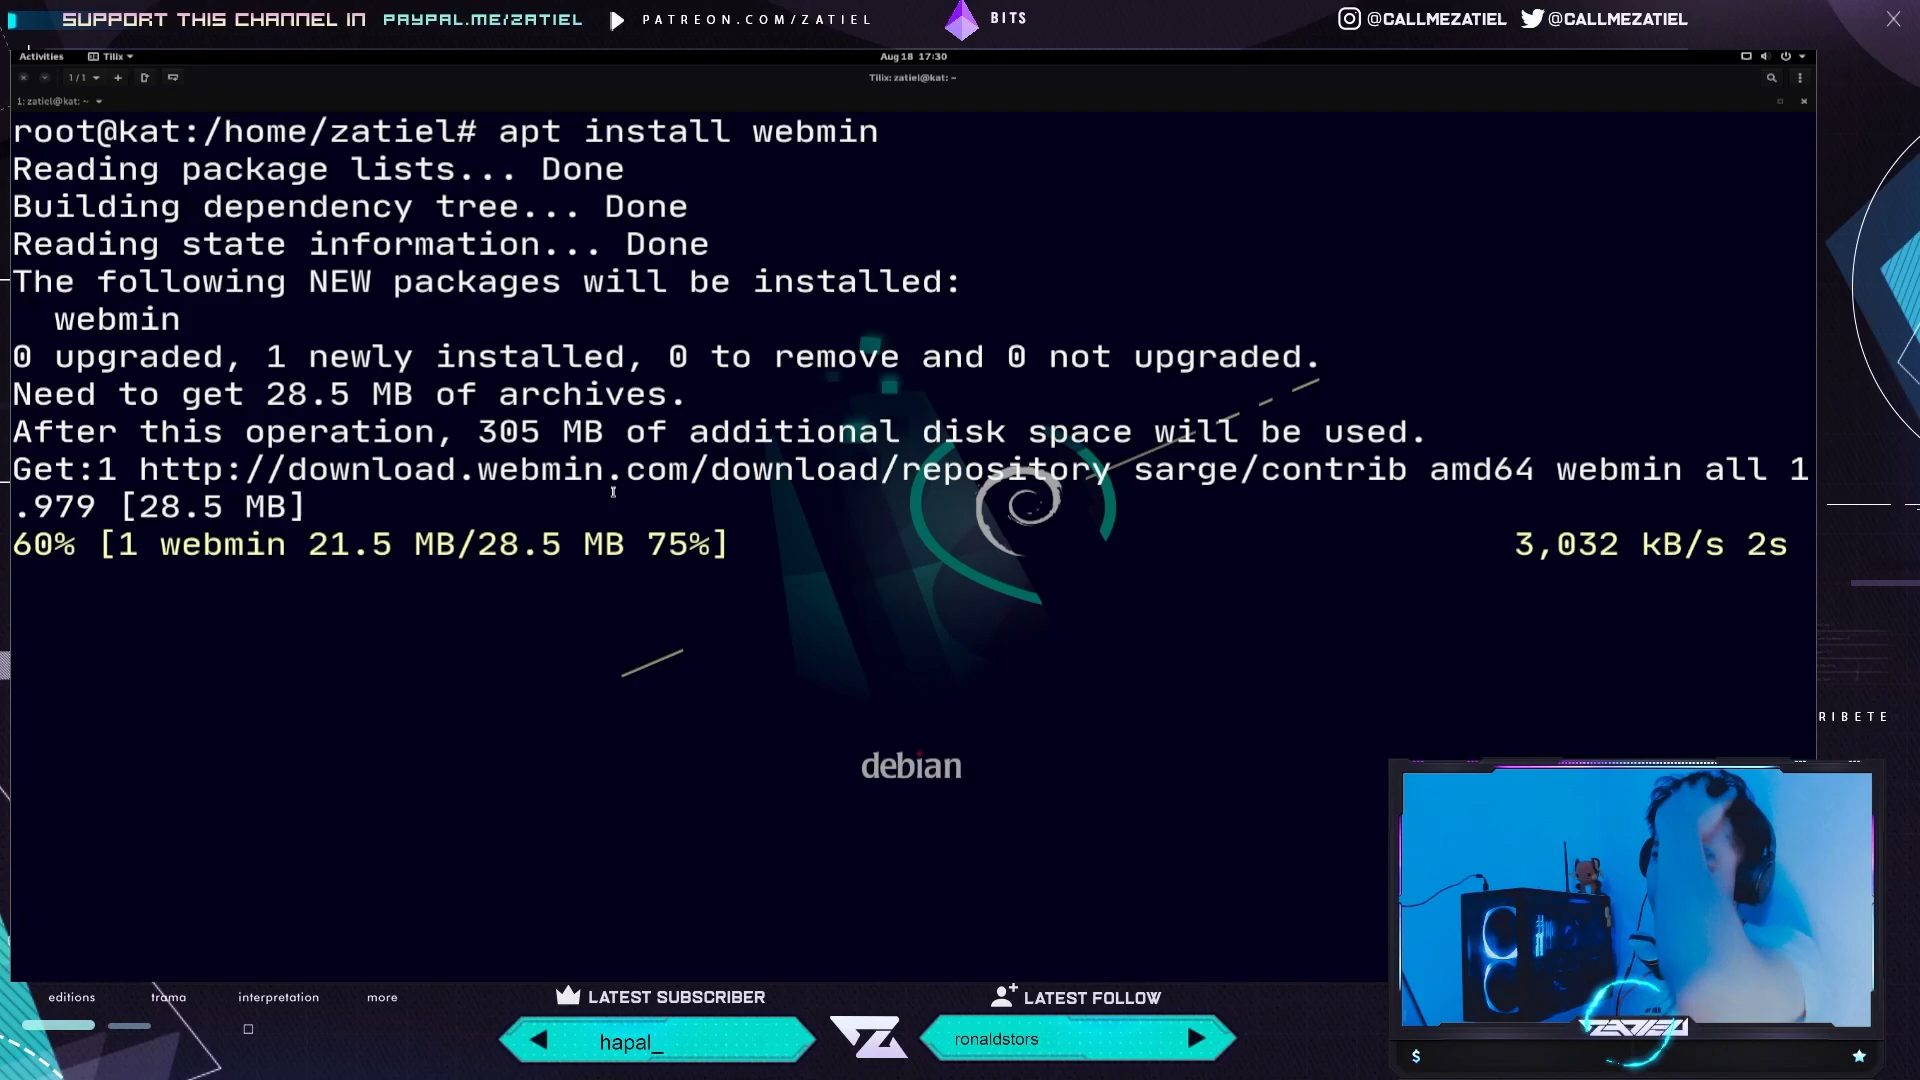 SUPPORT THIS CHANNEL IN PAYPAL.ME/ZATIEL PATREON.COM/ZATIEL BITS @CALLMEZATIEL @CALLMEZATIEL
Activities Tilix Aug 18 17:30
1/1 Tilix: zatiel@kat: ~
1: zatiel@kat: ~
root@kat:/home/zatiel# apt install webmin
Reading package lists... Done
Building dependency tree... Done
Reading state information... Done
The following NEW packages will be installed:
  webmin
0 upgraded, 1 newly installed, 0 to remove and 0 not upgraded.
Need to get 28.5 MB of archives.
After this operation, 305 MB of additional disk space will be used.
Get:1 http://download.webmin.com/download/repository sarge/contrib amd64 webmin all 1
.979 [28.5 MB]
60% [1 webmin 21.5 MB/28.5 MB 75%] 3,032 kB/s 2s
RIBETE
debian
editions trama interpretation more
LATEST SUBSCRIBER LATEST FOLLOW
hapal_ ronaldstors
ZATIEL
$